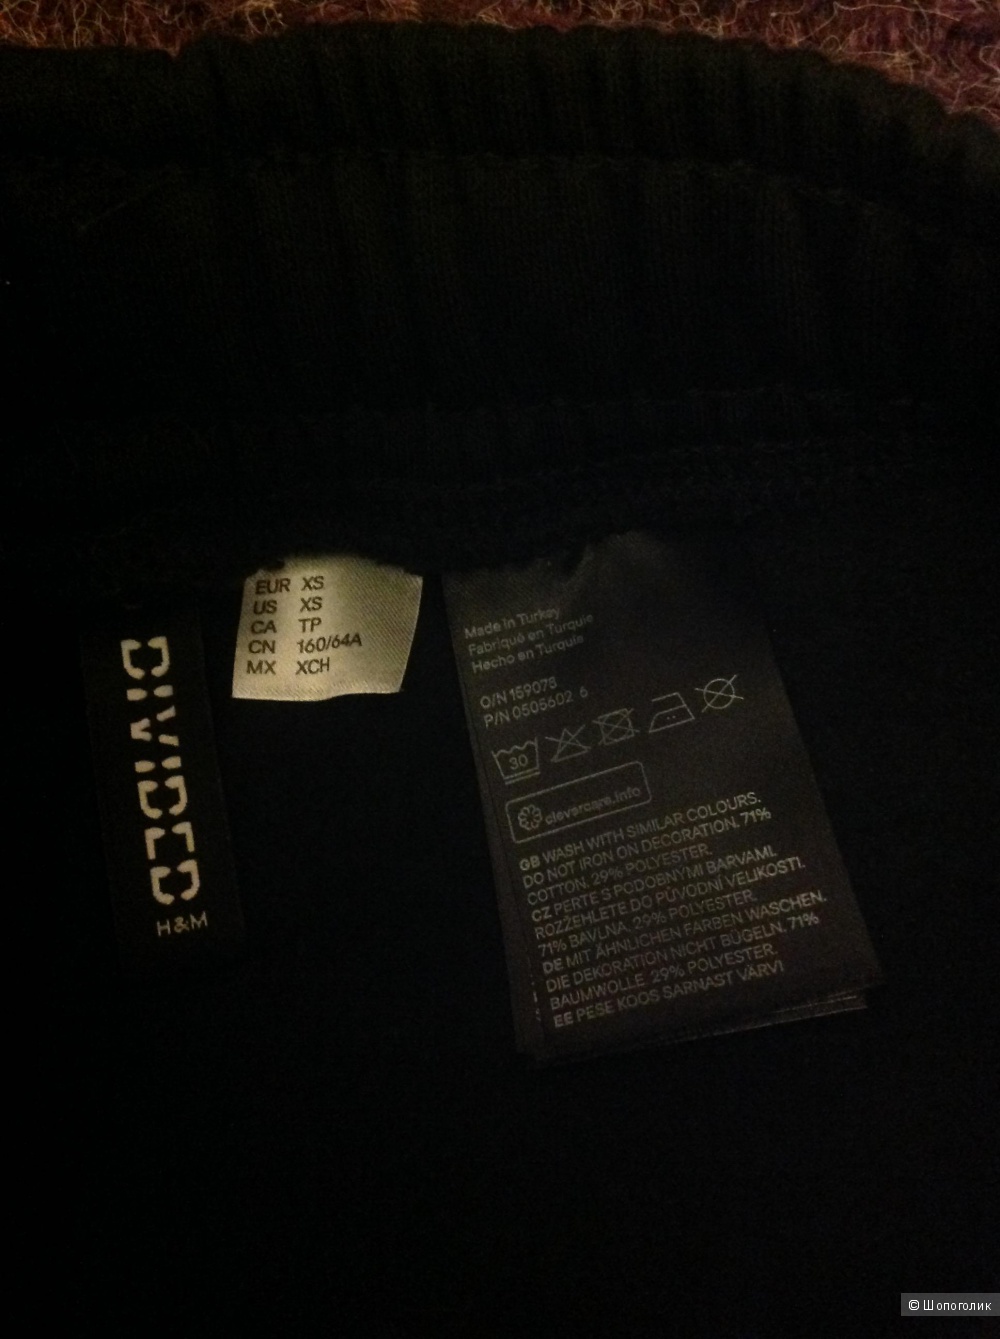 DIVIDED
H&M
EUR XS
US XS
CA TP
CN 160/64A
MX XCH
Made in Turkey
Fabriqué en Turquie
Hecho en Turquie
O/N 159075
P/N 0505602 6
30
clevercare.info
GB WASH WITH SIMILAR COLOURS.
DO NOT IRON ON DECORATION. 71%
COTTON. 29% POLYESTER.
CZ PERTE S PODOBNÝMI BARVAMI.
ROZŽEHLETE DO PŮVODNÍ VELIKOSTI.
71% BAVLNA, 29% POLYESTER.
DE MIT ÄHNLICHEN FARBEN WASCHEN.
DIE DEKORATION NICHT BÜGELN. 71%
BAUMWOLLE. 29% POLYESTER.
EE PESE KOOS SARNAST VÄRVI
© Шопоголик